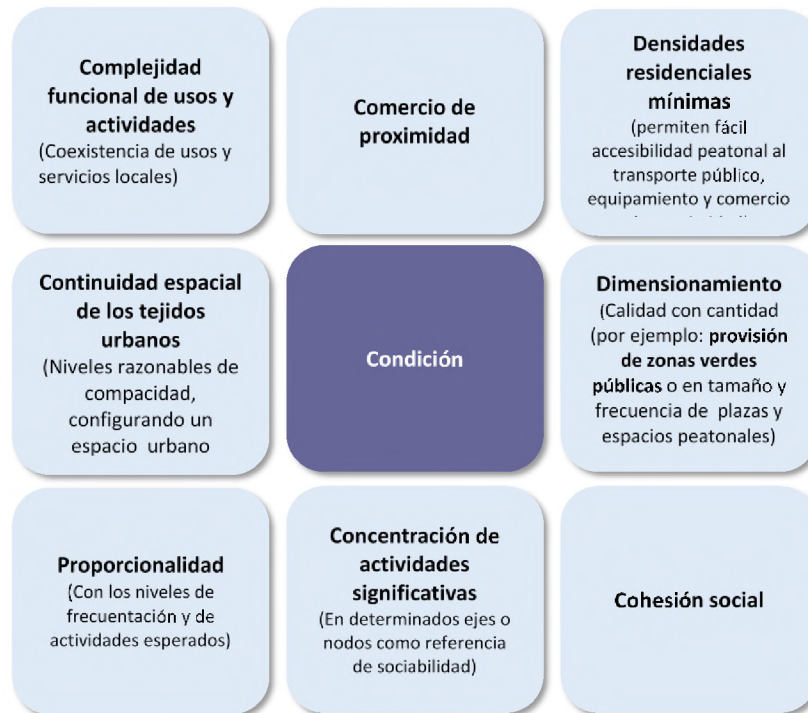 Complejidad
funcional de usos y
actividades
(Coexistencia de usos y
servicios locales)
Comercio de
proximidad
Densidades
residenciales
mínimas
(permiten fácil
accesibilidad peatonal al
transporte público,
equipamiento y comercio
Continuidad espacial
de los tejidos
urbanos
(Niveles razonables de
compacidad,
configurando un
espacio urbano
Condición
Dimensionamiento
(Calidad con cantidad
(por ejemplo: provisión
de zonas verdes
públicas o en tamaño y
frecuencia de plazas y
espacios peatonales)
Proporcionalidad
(Con los niveles de
frecuentación y de
actividades esperados)
Concentración de
actividades
significativas
(En determinados ejes o
nodos como referencia
de sociabilidad)
Cohesión social